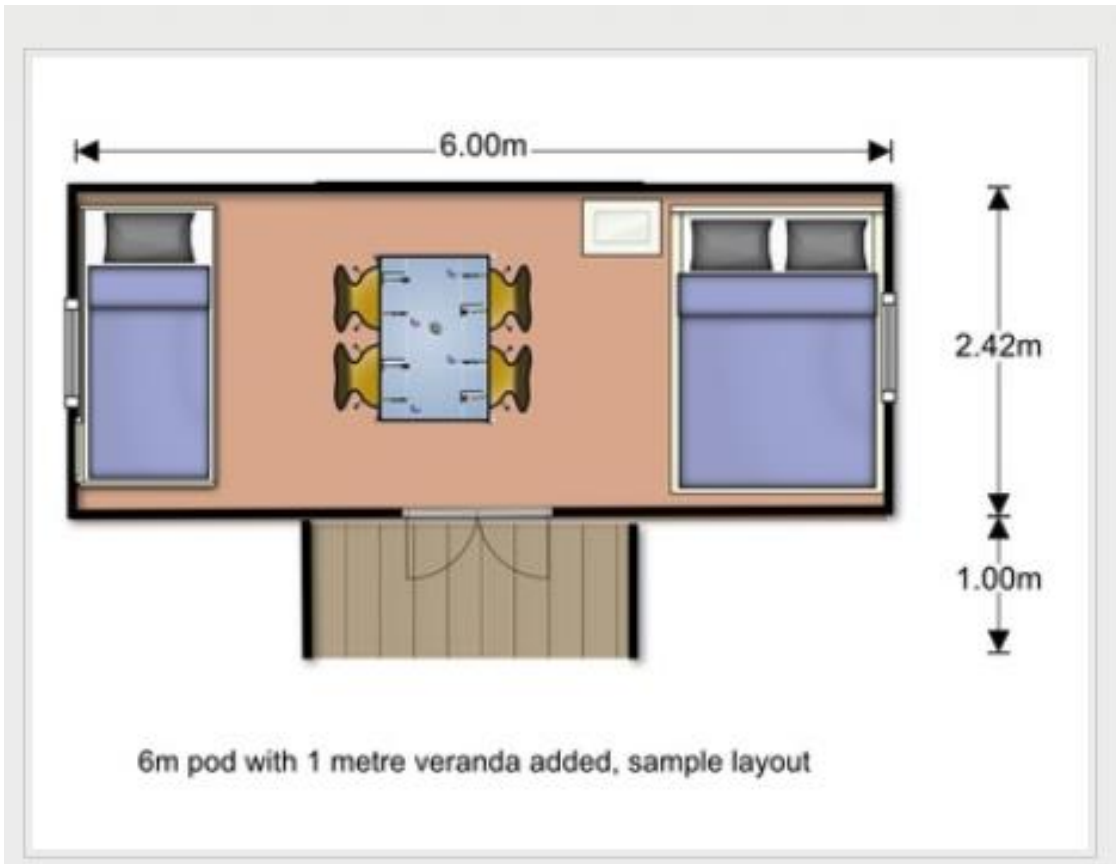 6.00m
2.42m
1.00m
6m pod with 1 metre veranda added, sample layout